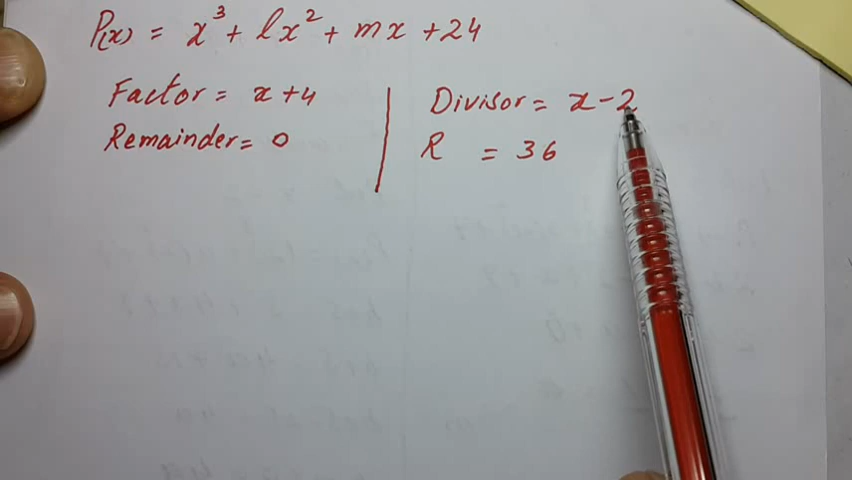 P(x) = x³ + lx² + mx + 24
Factor = x + 4
Remainder = 0
Divisor = x - 2
R = 36